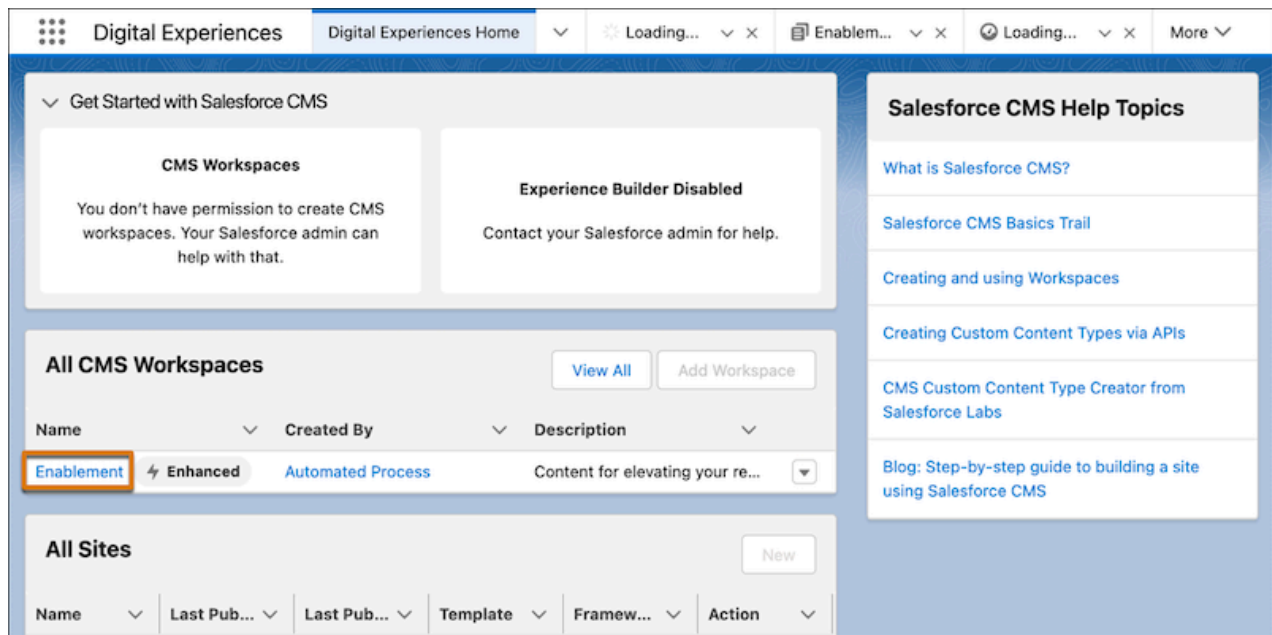 Digital Experiences
Digital Experiences Home
Loading...
Enablem...
Loading...
More
Get Started with Salesforce CMS
CMS Workspaces
You don't have permission to create CMS
workspaces. Your Salesforce admin can
help with that.
Experience Builder Disabled
Contact your Salesforce admin for help.
All CMS Workspaces
View All
Add Workspace
Name
Created By
Description
Enablement
Enhanced
Automated Process
Content for elevating your re...
All Sites
New
Name
Last Pub...
Last Pub...
Template
Framew...
Action
Salesforce CMS Help Topics
What is Salesforce CMS?
Salesforce CMS Basics Trail
Creating and using Workspaces
Creating Custom Content Types via APIs
CMS Custom Content Type Creator from
Salesforce Labs
Blog: Step-by-step guide to building a site
using Salesforce CMS